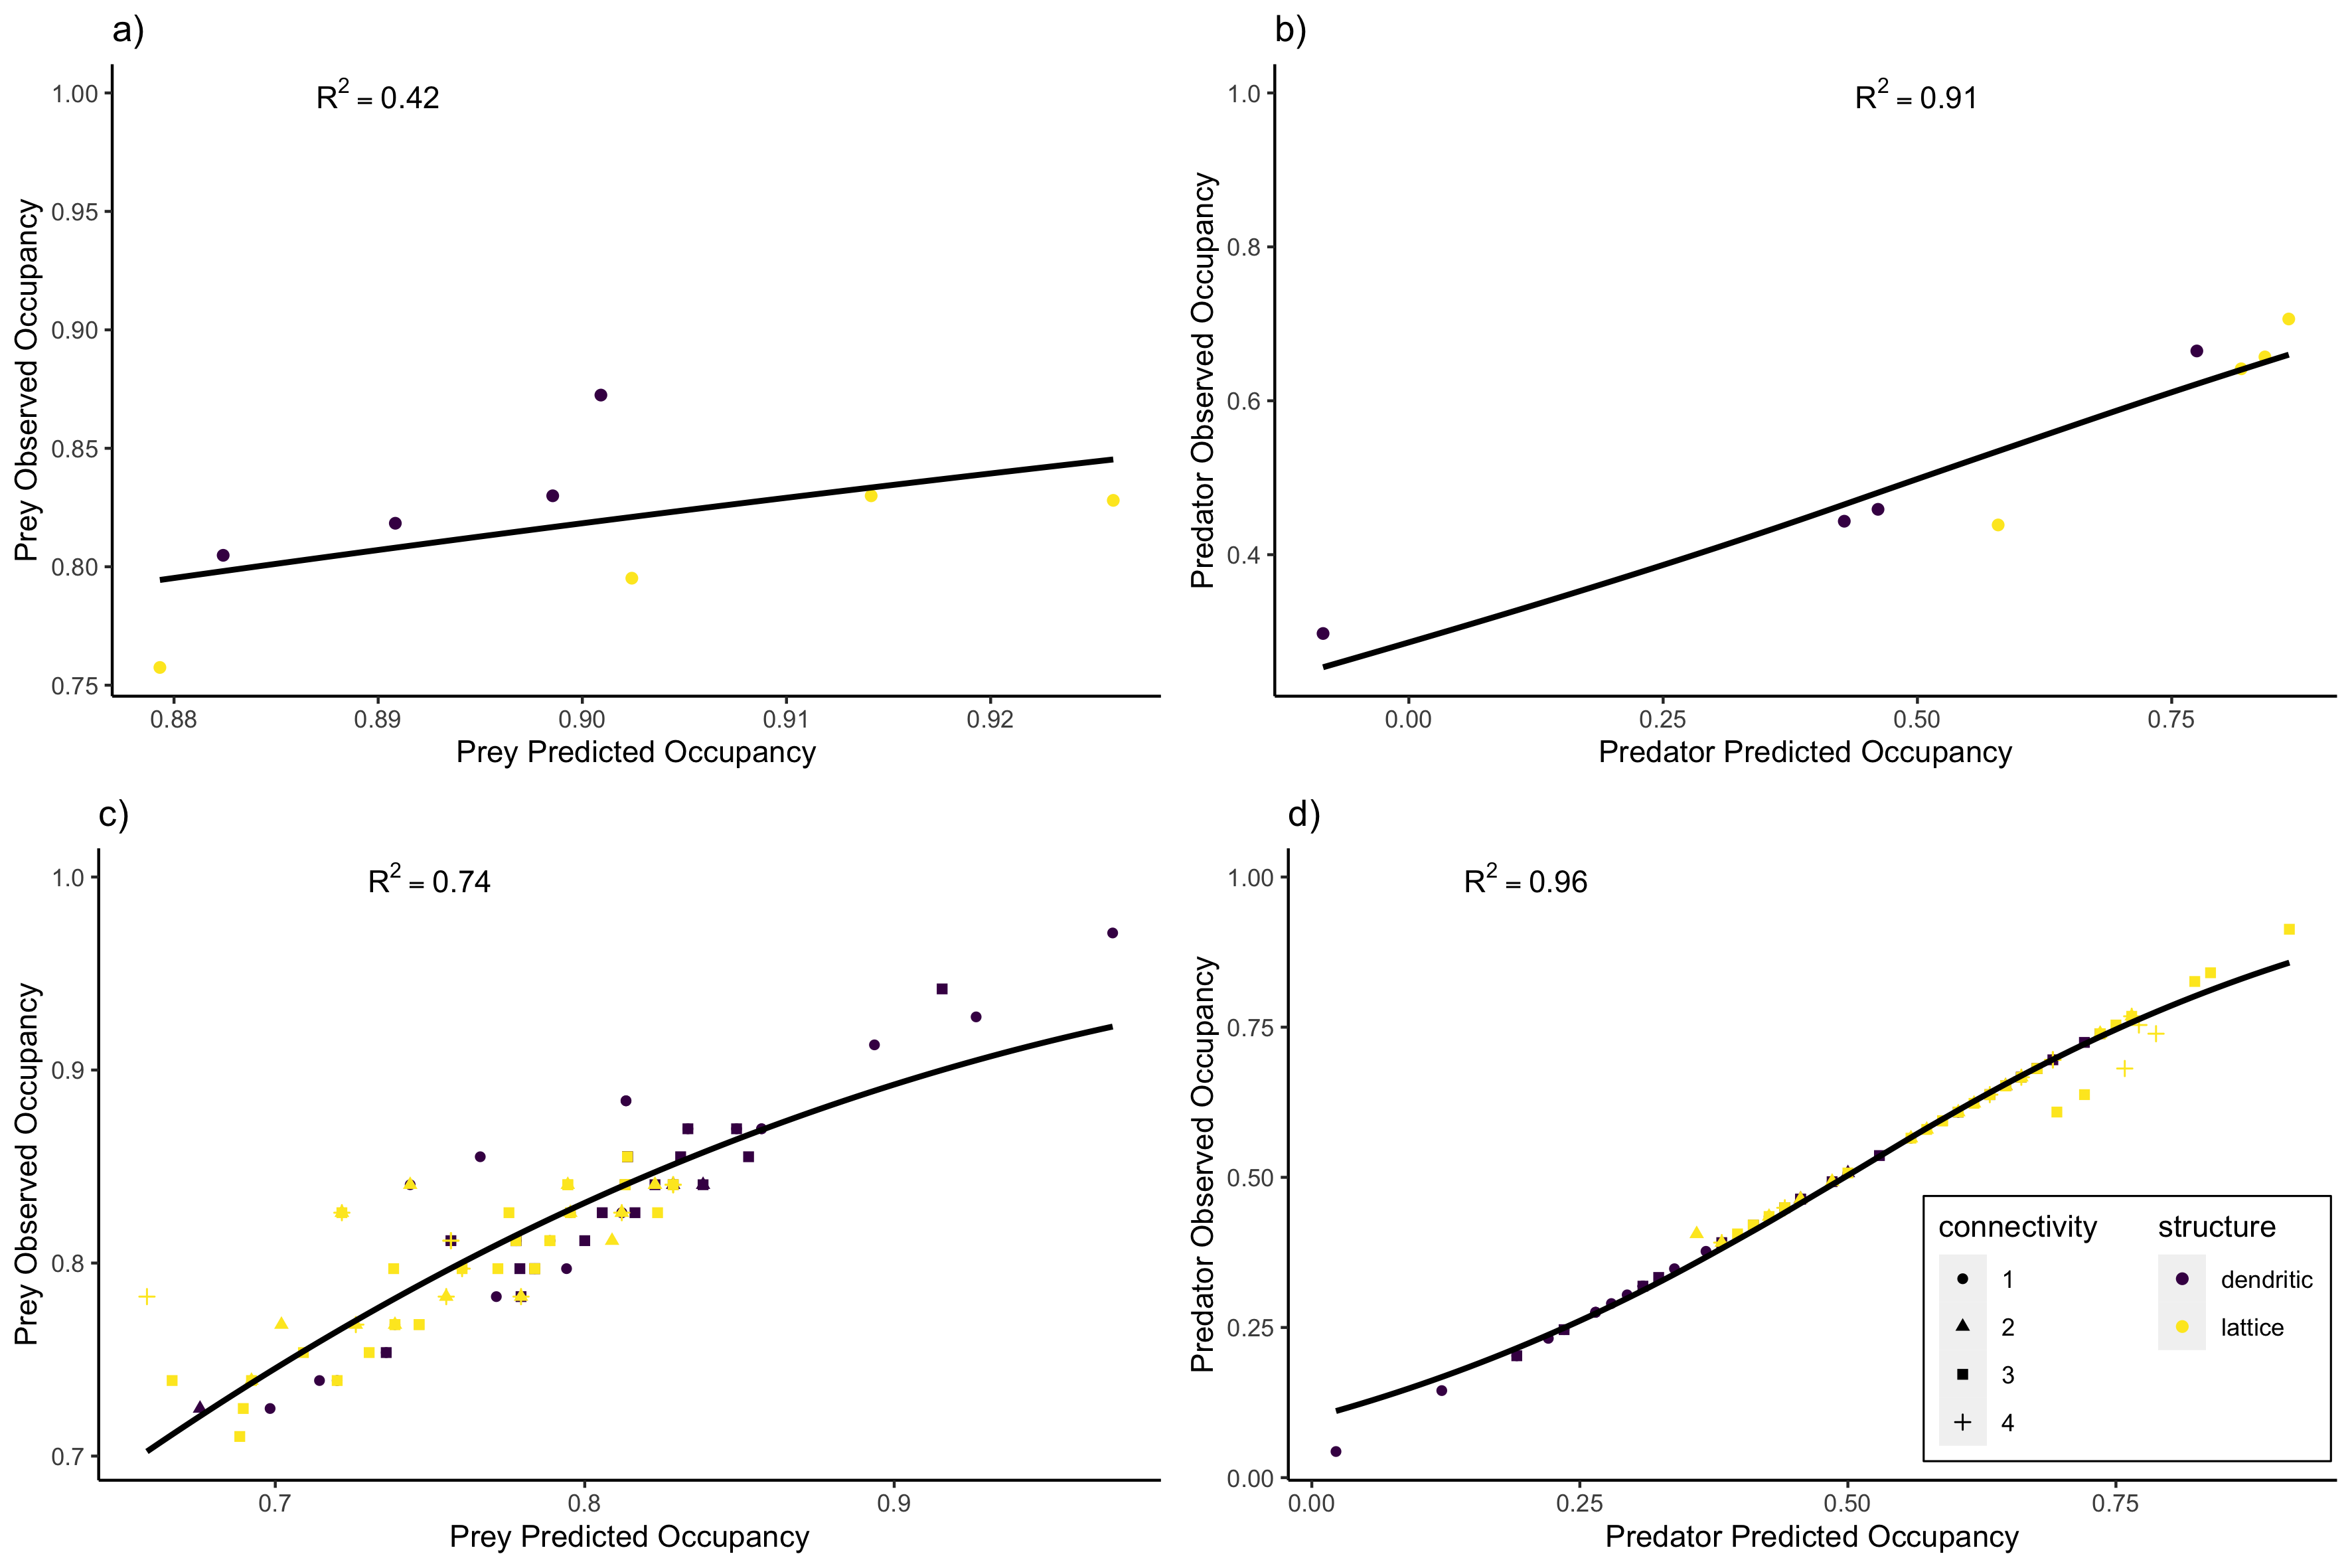 a)
R² = 0.42
Prey Observed Occupancy
1.00
0.95
0.90
0.85
0.80
0.75
0.88 0.89 0.90 0.91 0.92
Prey Predicted Occupancy
b)
R² = 0.91
Predator Observed Occupancy
1.0
0.8
0.6
0.4
0.00 0.25 0.50 0.75
Predator Predicted Occupancy
c)
R² = 0.74
Prey Observed Occupancy
1.0
0.9
0.8
0.7
0.7 0.8 0.9
Prey Predicted Occupancy
d)
R² = 0.96
Predator Observed Occupancy
1.00
0.75
0.50
0.25
0.00
0.00 0.25 0.50 0.75
Predator Predicted Occupancy
connectivity
1
2
3
4
structure
dendritic
lattice